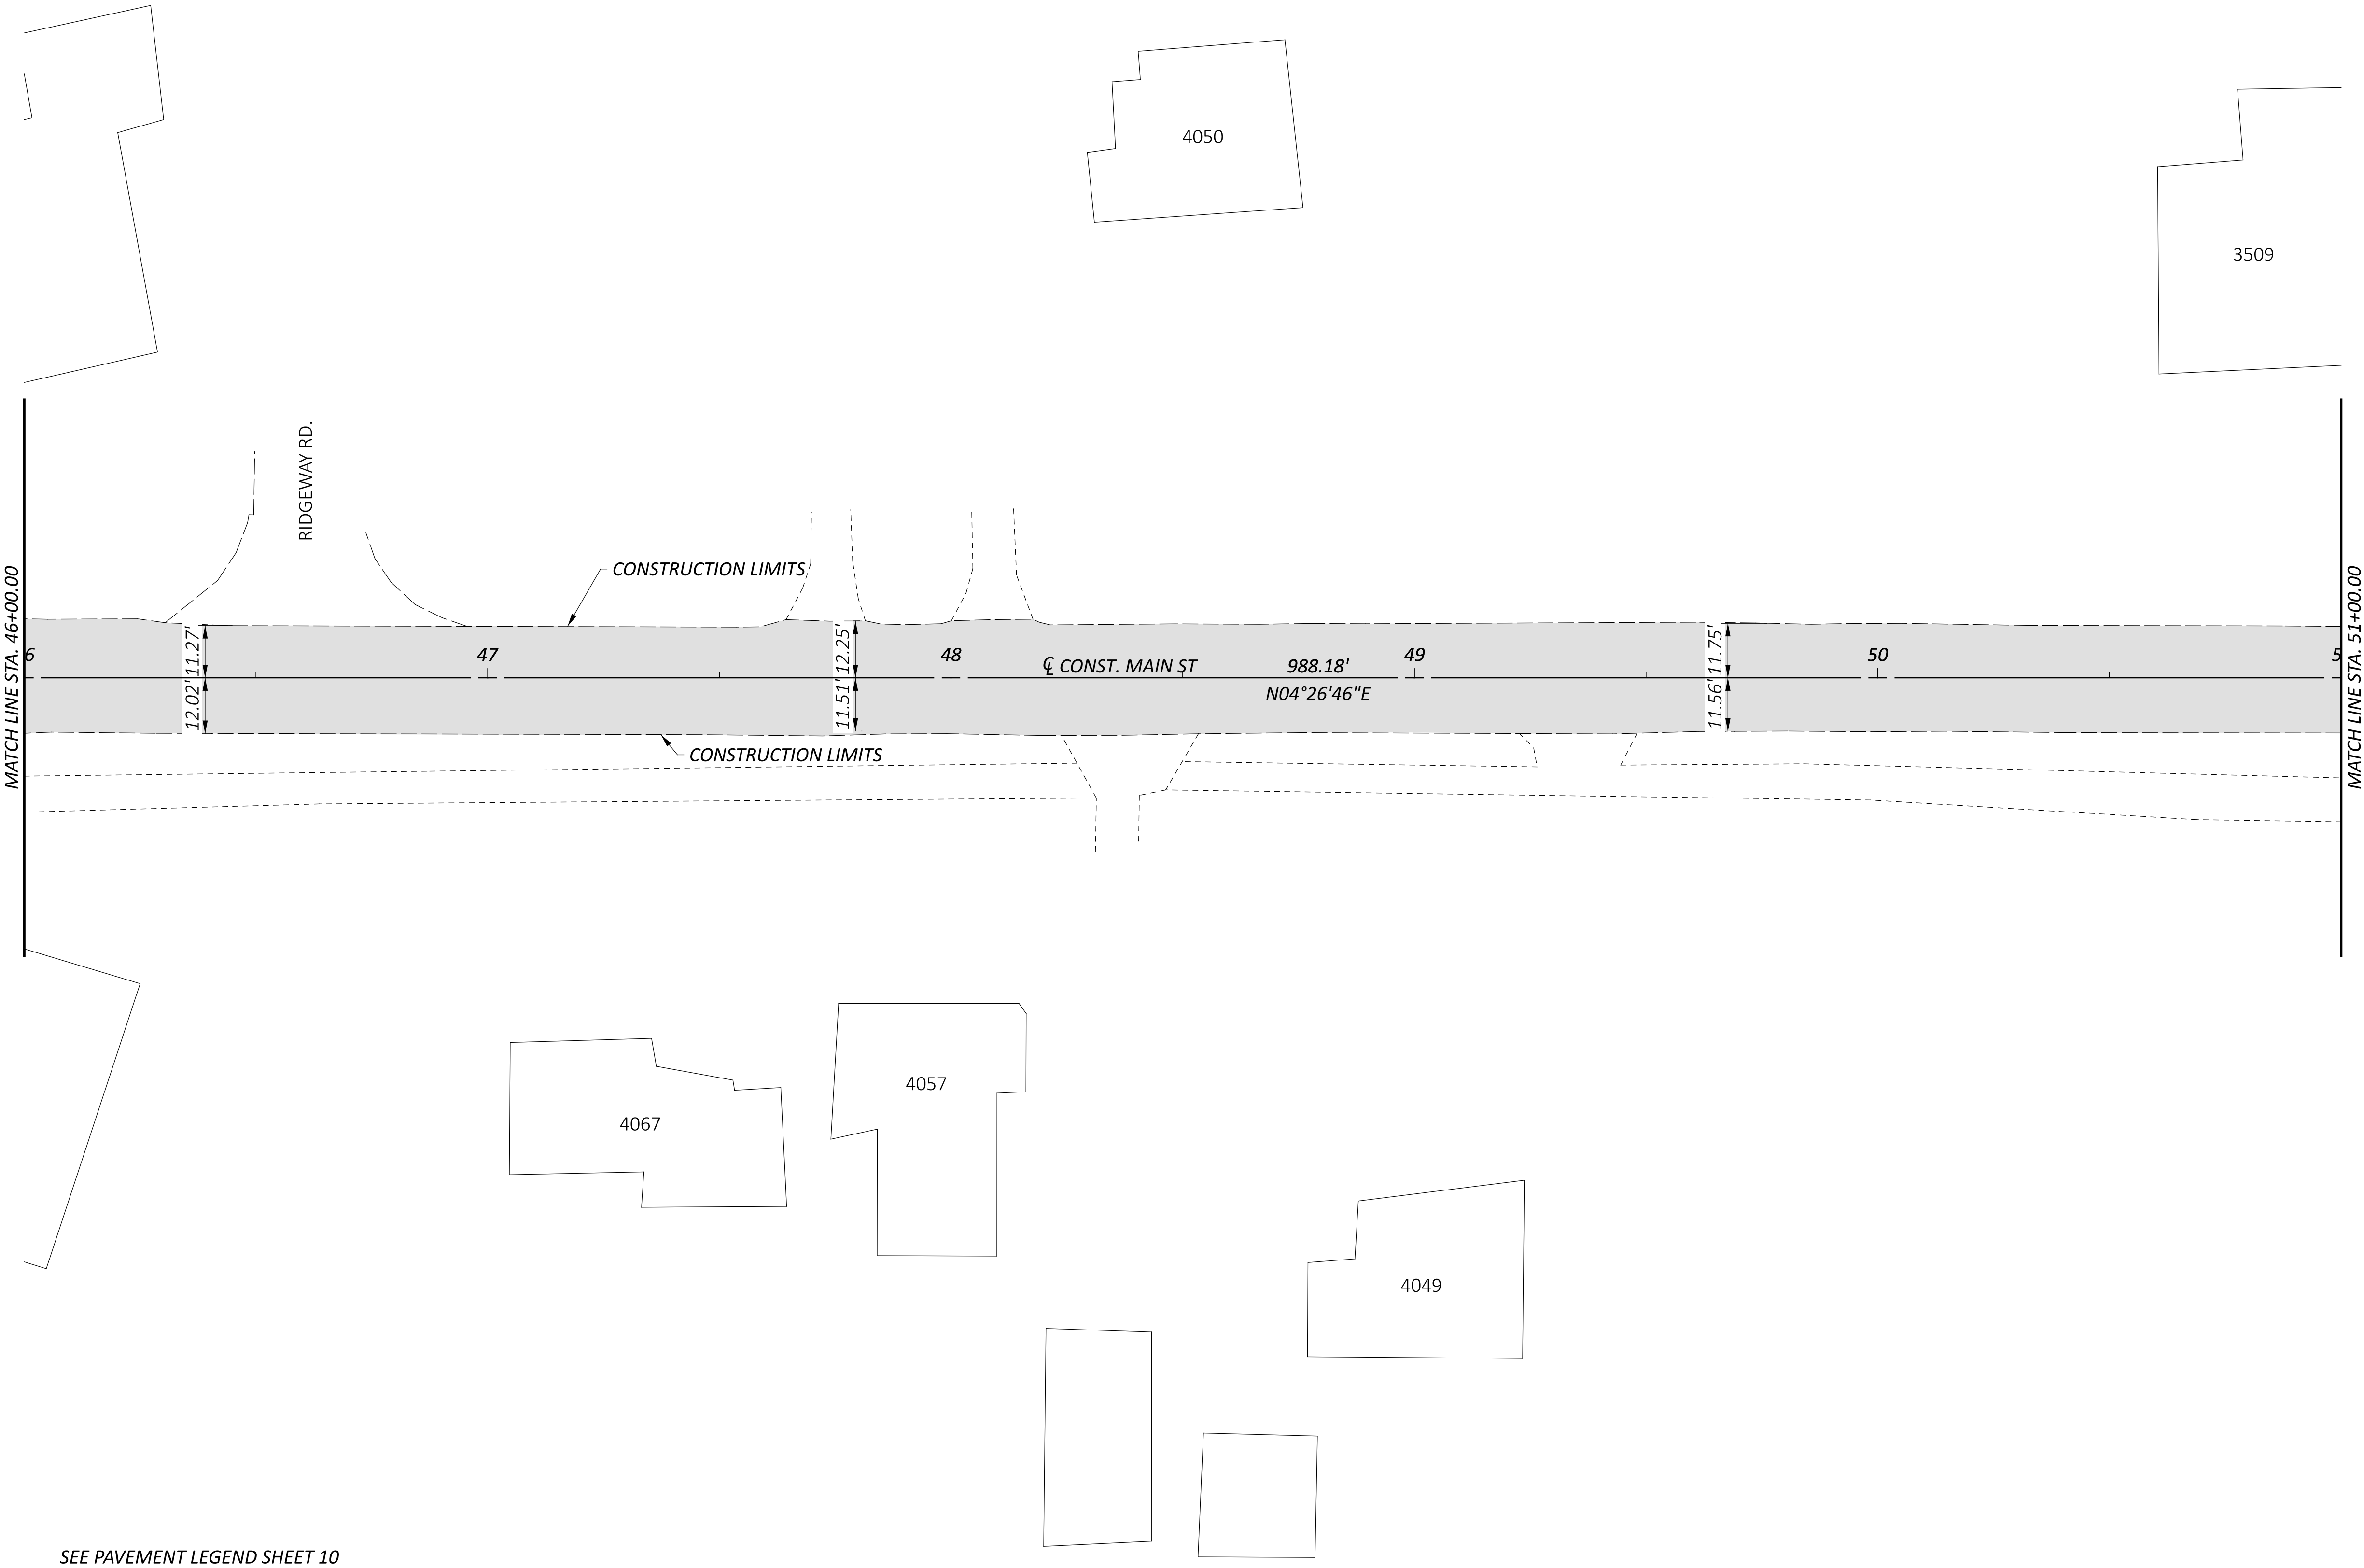 4050
3509
RIDGEWAY RD.
CONSTRUCTION LIMITS
MATCH LINE STA. 46+00.00
MATCH LINE STA. 51+00.00
11.27'
12.25'
11.75'
6
47
48
℄ CONST. MAIN ST
988.18'
49
50
5
N04°26'46"E
12.02'
11.51'
11.56'
CONSTRUCTION LIMITS
4057
4067
4049
SEE PAVEMENT LEGEND SHEET 10